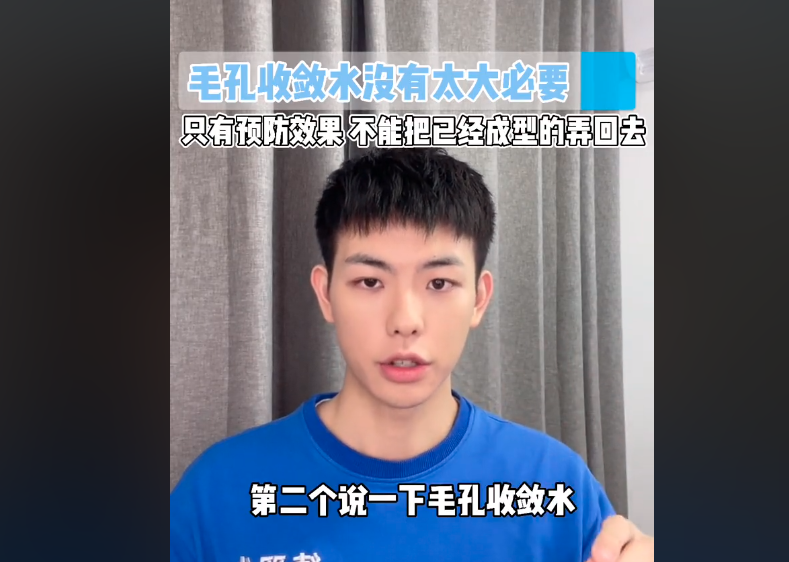 毛孔收敛水没有太大必要
只有预防效果 不能把已经成型的弄回去
第二个说一下毛孔收敛水